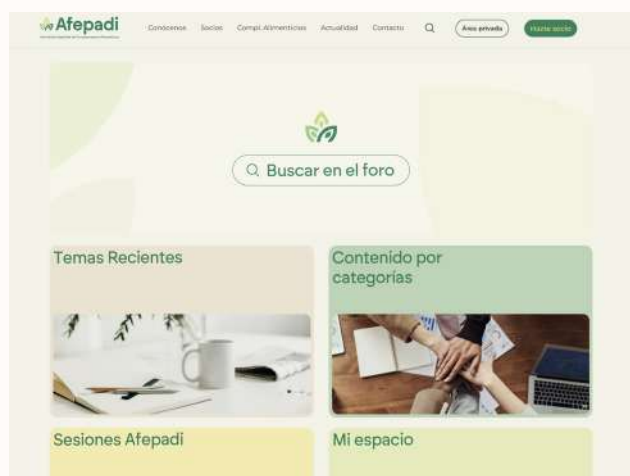 Afepadi
Conócenos Socios Compl.Alimenticios Actualidad Contacto Área privada Hazte socio
Buscar en el foro
Temas Recientes
Contenido por
categorías
Sesiones Afepadi
Mi espacio